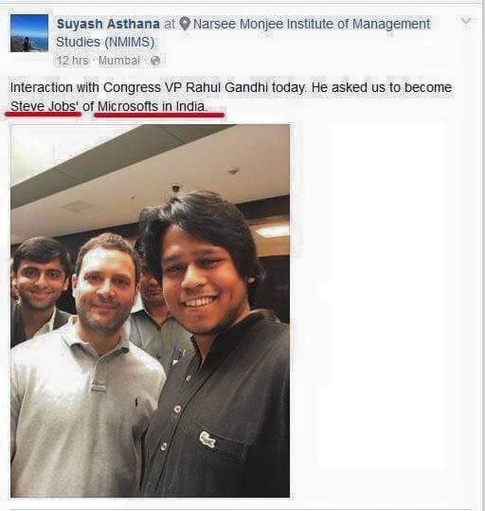 Suyash Asthana at Narsee Monjee Institute of Management
Studies (NMIMS)
12 hrs · Mumbai ·
Interaction with Congress VP Rahul Gandhi today. He asked us to become
Steve Jobs' of Microsofts in India.